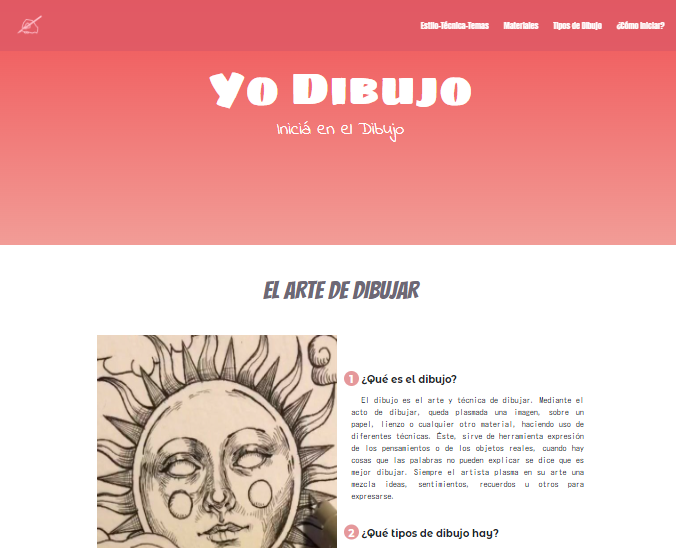 Estilo-Técnica-Temas Materiales Tipos de Dibujo ¿Cómo Iniciar?
Yo Dibujo
Iniciá en el Dibujo
EL ARTE DE DIBUJAR
1 ¿Qué es el dibujo?
El dibujo es el arte y técnica de dibujar. Mediante el
acto de dibujar, queda plasmada una imagen, sobre un
papel, lienzo o cualquier otro material, haciendo uso de
diferentes técnicas. Éste, sirve de herramienta expresión
de los pensamientos o de los objetos reales, cuando hay
cosas que las palabras no pueden explicar se dice que es
mejor dibujar. Siempre el artista plasma en su arte una
mezcla ideas, sentimientos, recuerdos u otros para
expresarse.
2 ¿Qué tipos de dibujo hay?